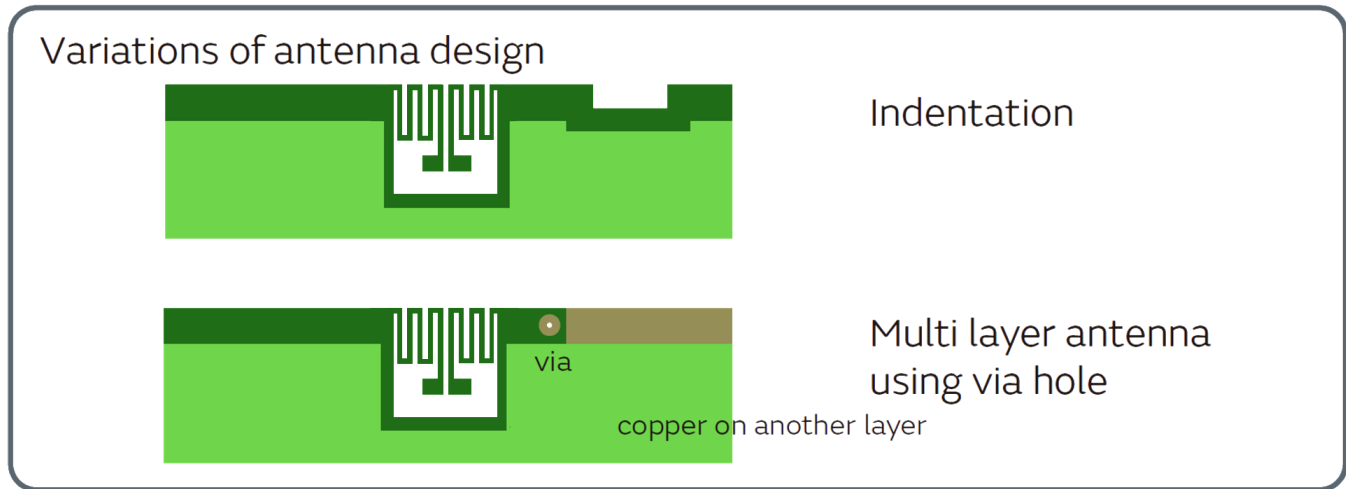 Variations of antenna design
Indentation
via
Multi layer antenna
using via hole
copper on another layer